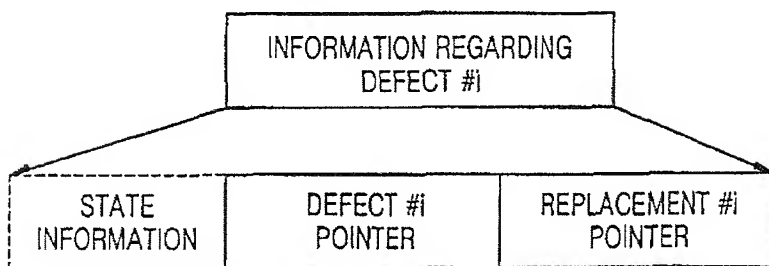 INFORMATION REGARDING
DEFECT #i
STATE
INFORMATION
DEFECT #i
POINTER
REPLACEMENT #i
POINTER